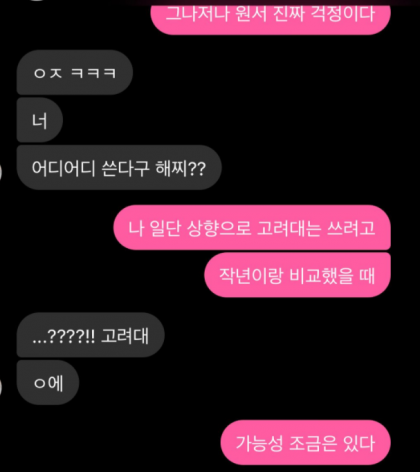 그나저나 원서 진짜 걱정이다
ㅇㅈ ㅋㅋㅋ
너
어디어디 쓴다구 해찌??
나 일단 상향으로 고려대는 쓰려고
작년이랑 비교했을 때
...????!! 고려대
ㅇ에
가능성 조금은 있다